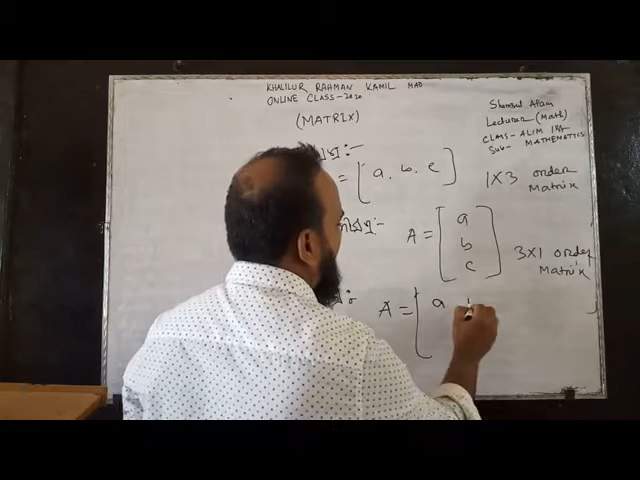 KHALILUR RAHMAN KAMIL MAD
ONLINE CLASS-2020
(MATRIX)
Shamsul Alam
Lecturer (Math)
CLASS-ALIM 1st
Sub- MATHEMATICS
= [a, b, c]
1X3 order
Matrix
A = [
a
b
c
]
3X1 order
Matrix
A = [ a